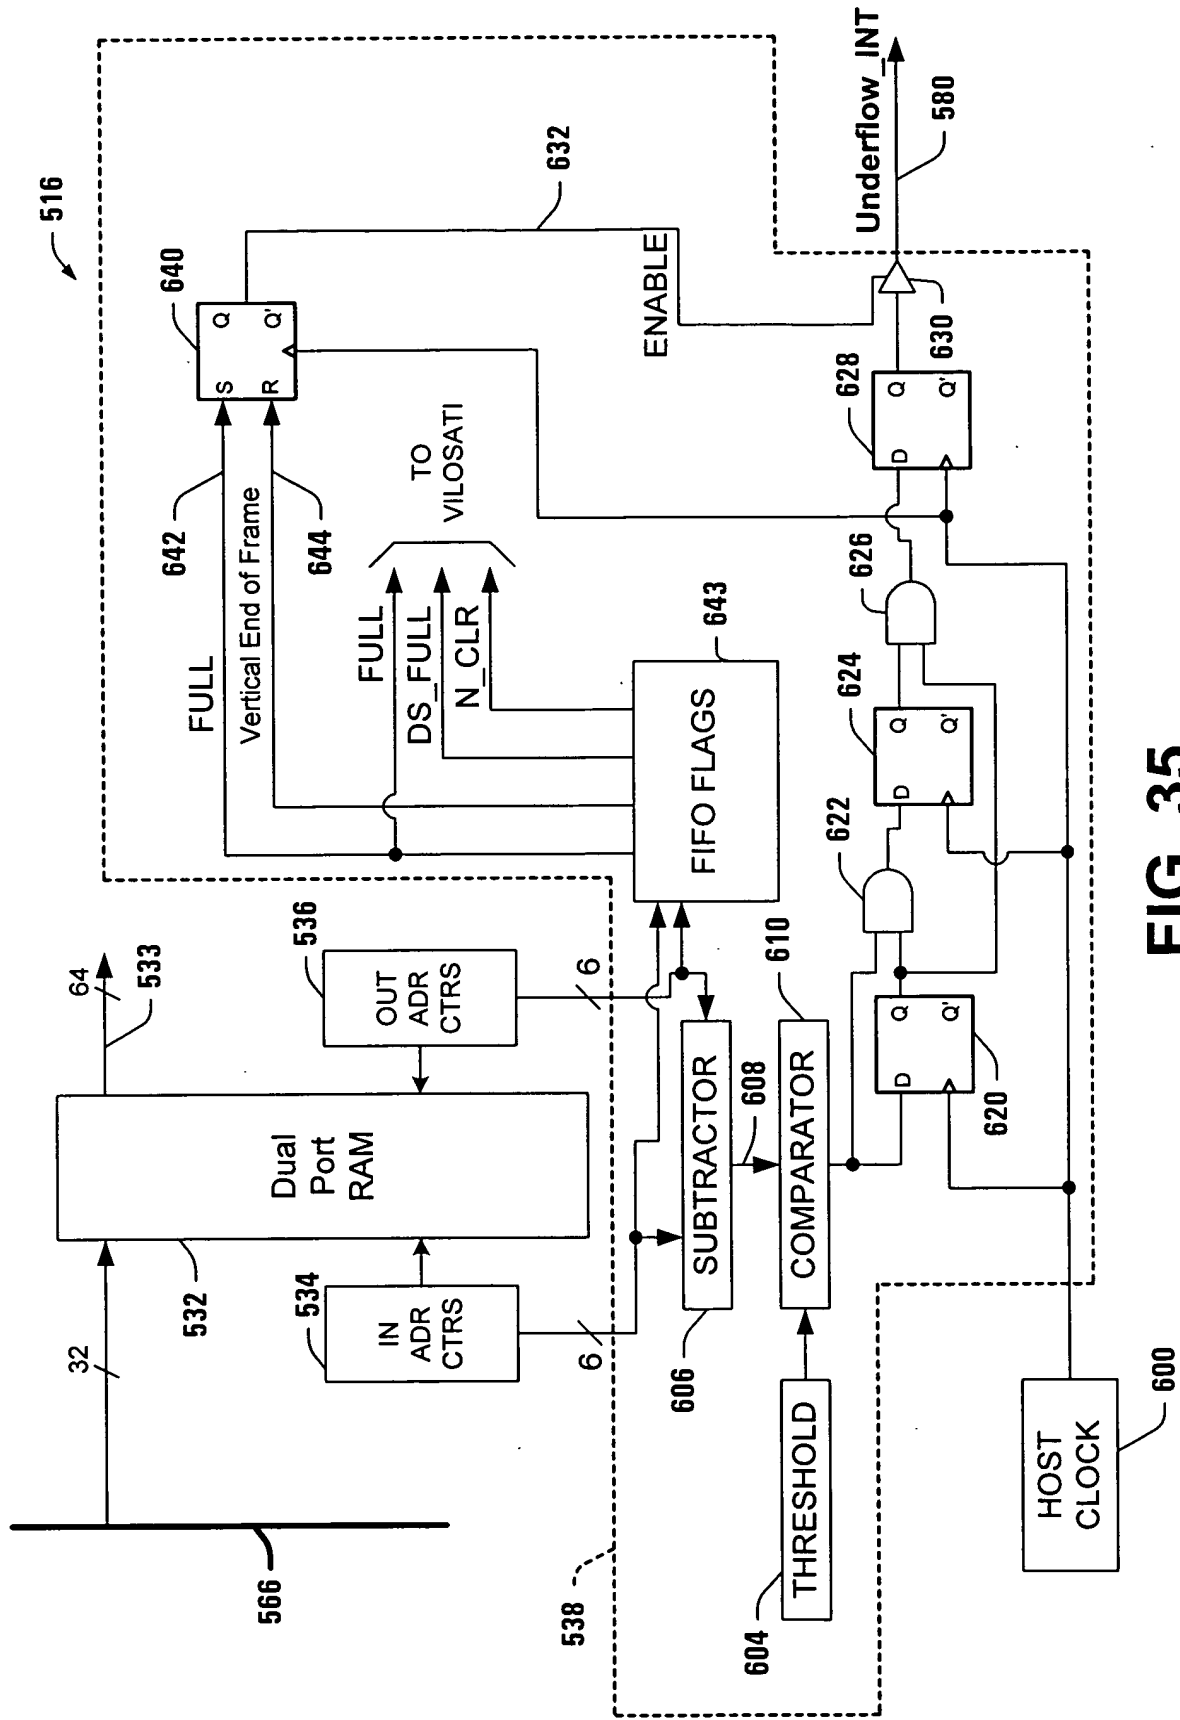 516
566
32
64
533
532
Dual
Port
RAM
534
IN
ADR
CTRS
536
OUT
ADR
CTRS
6
6
538
FULL
642
Vertical End of Frame
644
640
S
R
Q
Q'
632
FULL
DS_FULL
N_CLR
TO
VILOSATI
ENABLE
FIFO FLAGS
643
SUBTRACTOR
606
608
THRESHOLD
604
COMPARATOR
610
D
Q
Q'
620
622
D
Q
Q'
624
626
D
Q
Q'
628
630
Underflow_INT
580
HOST
CLOCK
600
FIG. 35